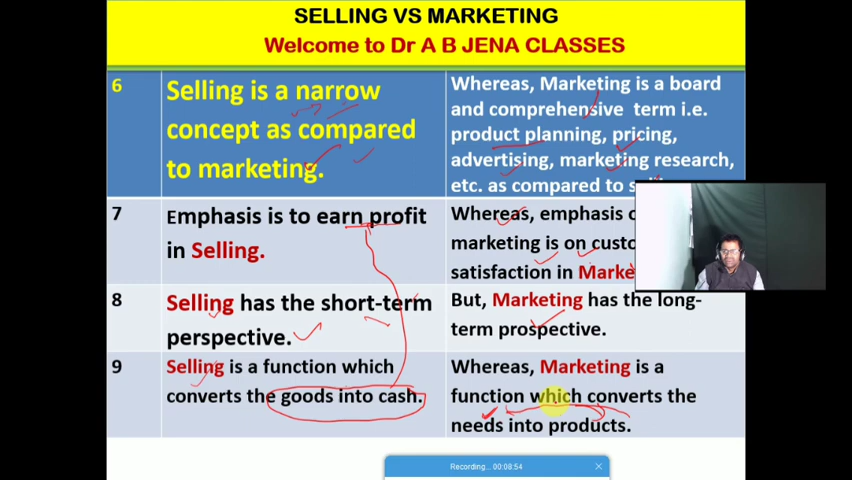 SELLING VS MARKETING
Welcome to Dr A B JENA CLASSES
6
Selling is a narrow
concept as compared
to marketing.
Whereas, Marketing is a board
and comprehensive term i.e.
product planning, pricing,
advertising, marketing research,
etc. as compared to
7
Emphasis is to earn profit
in Selling.
Whereas, emphasis
marketing is on
satisfaction in
8
Selling has the short-term
perspective.
But, Marketing has the long-
term prospective.
9
Selling is a function which
converts the goods into cash.
Whereas, Marketing is a
function which converts the
needs into products.
Recording... 00:08:54